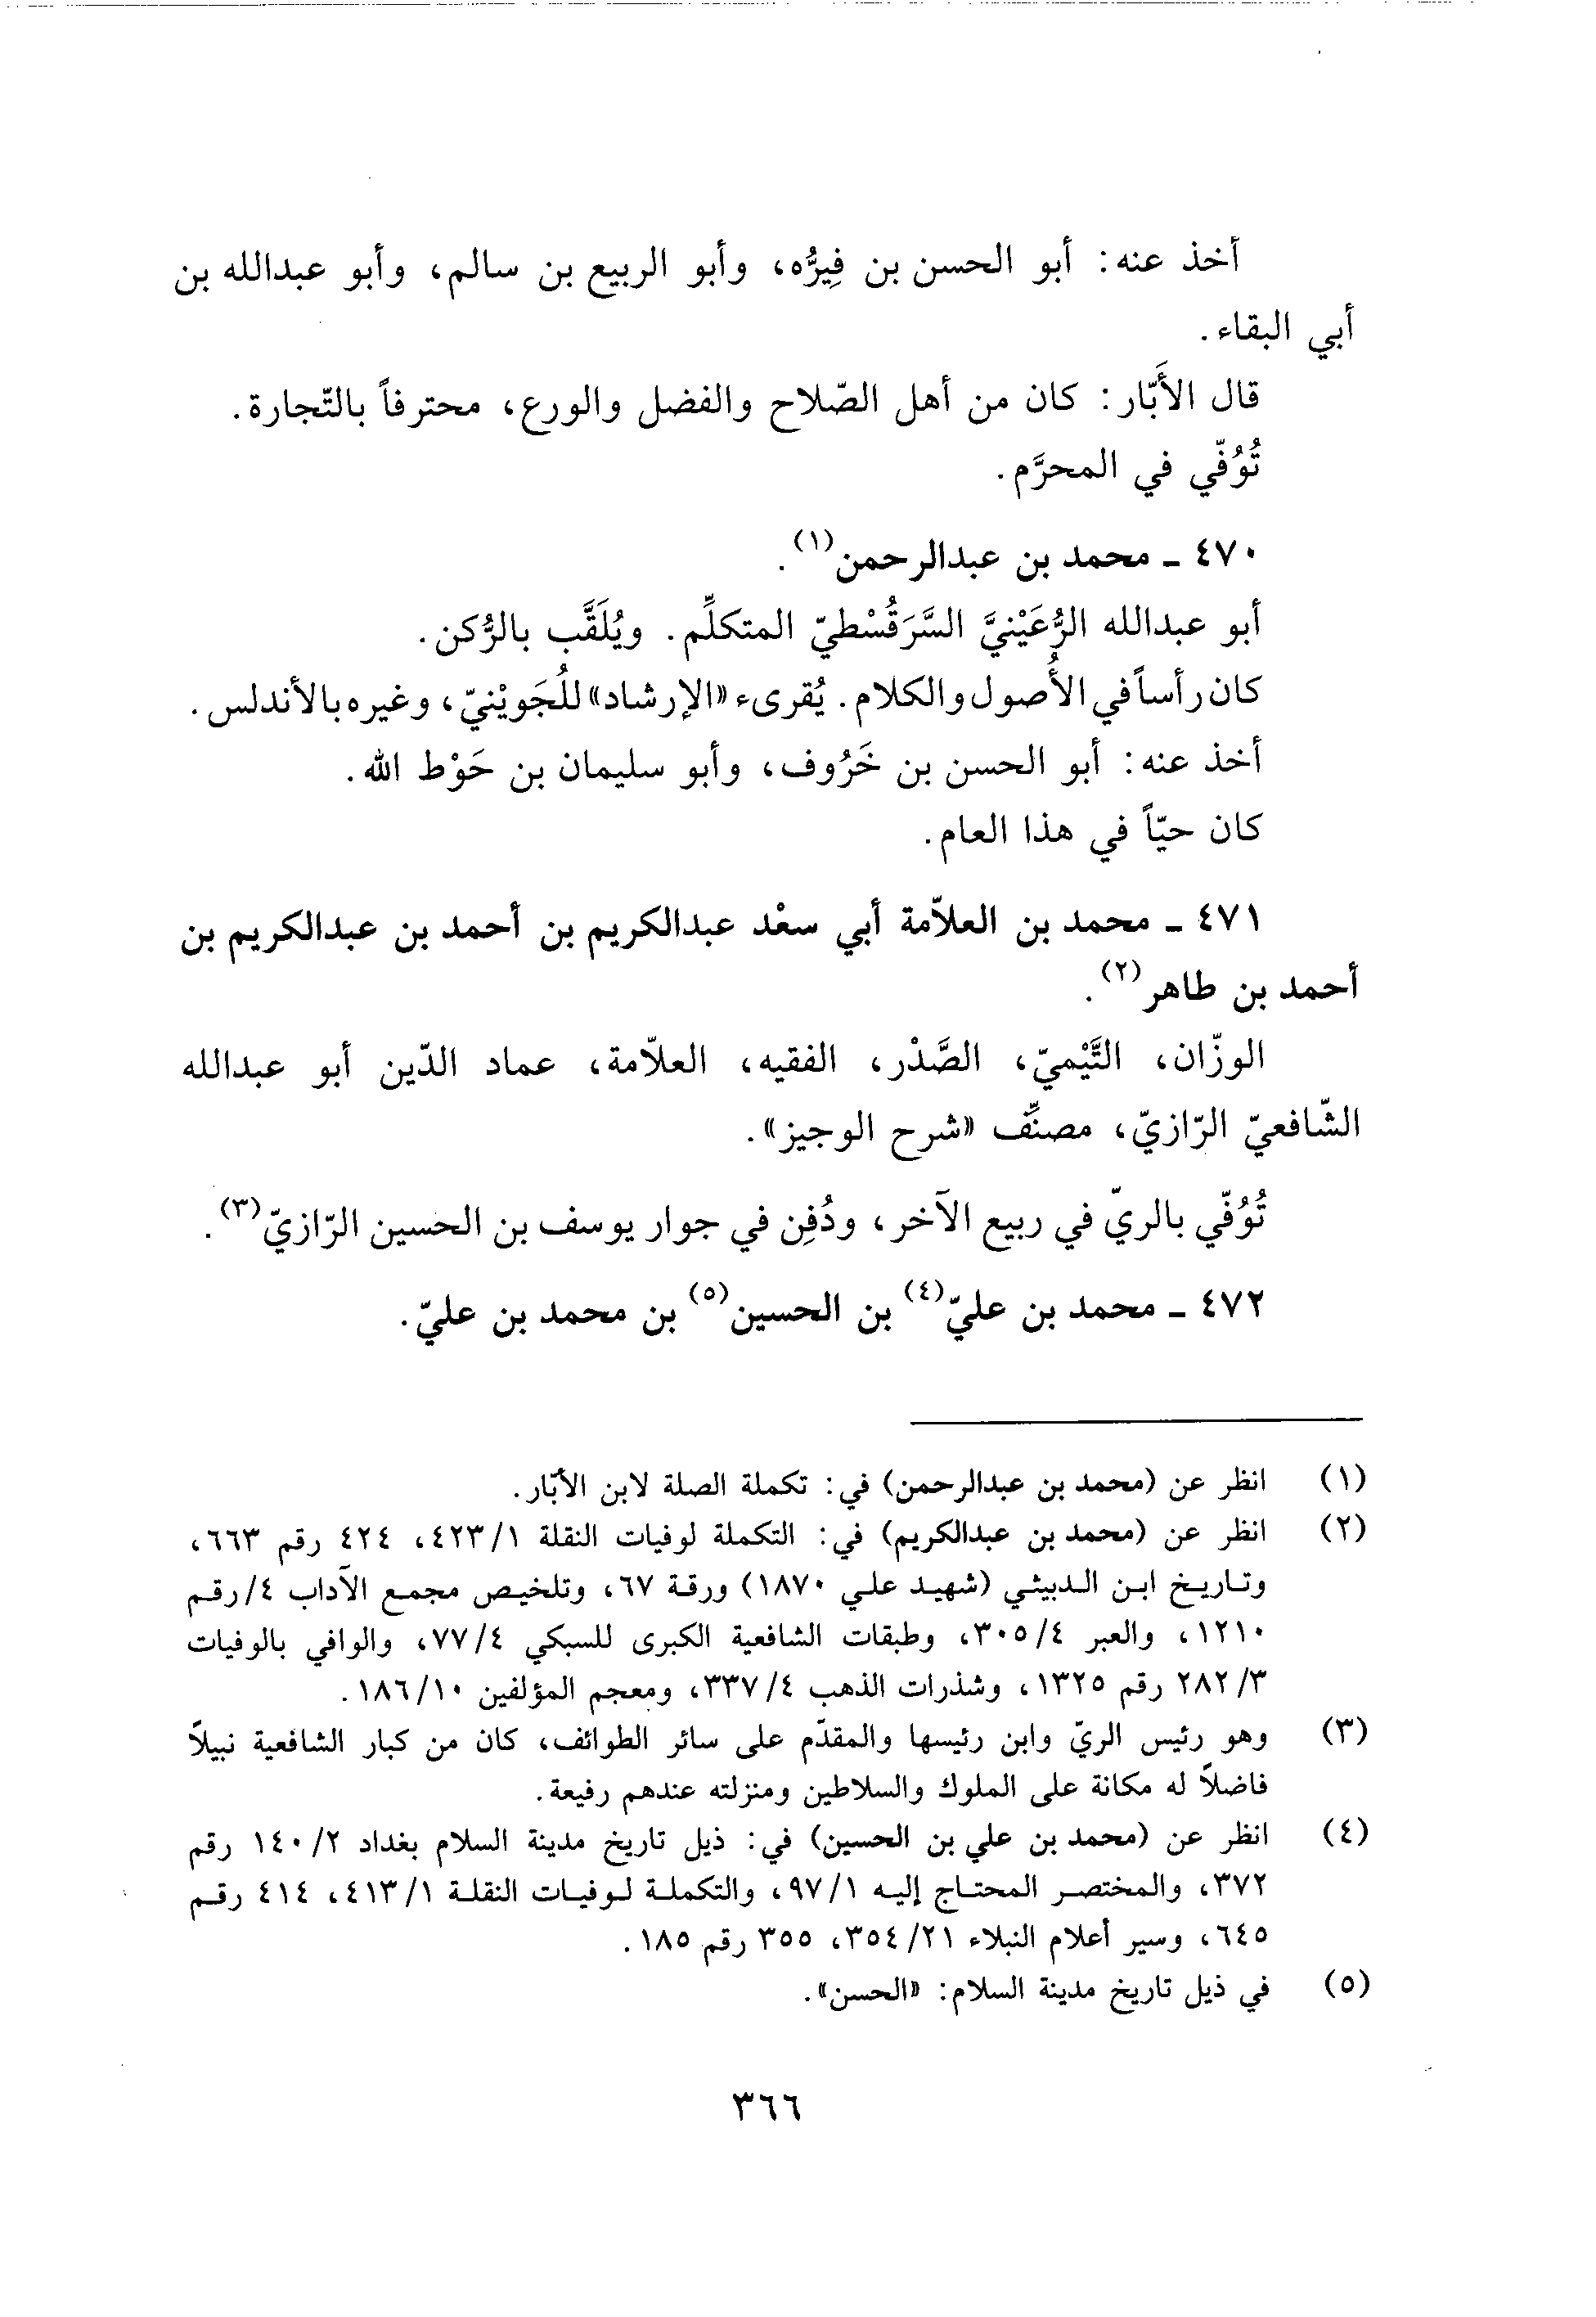 أخذ عنه: أبو الحسن بن فِيرُّه، وأبو الربيع بن سالم، وأبو عبدالله بن
أبي البقاء.
قال الأَبّار: كان من أهل الصّلاح والفضل والورع، محترفاً بالتّجارة.
تُوُفّي في المحرَّم.
٤٧٠ ـ محمد بن عبدالرحمن(١).
أبو عبدالله الرُّعَيْنيَّ السَّرَقُسْطيّ المتكلِّم. ويُلَقَّب بالرُّكن.
كان رأساً في الأُصول والكلام. يُقرىء «الإرشاد» للُجَويْنيّ، وغيره بالأندلس.
أخذ عنه: أبو الحسن بن خَرُوف، وأبو سليمان بن حَوْط الله.
كان حيّاً في هذا العام.
٤٧١ ـ محمد بن العلاّمة أبي سعْد عبدالكريم بن أحمد بن عبدالكريم بن
أحمد بن طاهر(٢).
الوزّان، التَّيْميّ، الصَّدْر، الفقيه، العلاّمة، عماد الدّين أبو عبدالله
الشّافعيّ الرّازيّ، مصنِّف «شرح الوجيز».
تُوُفّي بالريّ في ربيع الآخر، ودُفِن في جوار يوسف بن الحسين الرّازيّ(٣).
٤٧٢ ـ محمد بن عليّ(٤) بن الحسين(٥) بن محمد بن عليّ.
(١) انظر عن (محمد بن عبدالرحمن) في: تكملة الصلة لابن الأبّار.
(٢) انظر عن (محمد بن عبدالكريم) في: التكملة لوفيات النقلة ٤٢٣/١، ٤٢٤ رقم ٦٦٣،
وتاريخ ابن الدبيثي (شهيد علي ١٨٧٠) ورقة ٦٧، وتلخيص مجمع الآداب ٤/رقم
١٢١٠، والعبر ٣٠٥/٤، وطبقات الشافعية الكبرى للسبكي ٧٧/٤، والوافي بالوفيات
٢٨٢/٣ رقم ١٣٢٥، وشذرات الذهب ٣٣٧/٤، ومعجم المؤلفين ١٨٦/١٠.
(٣) وهو رئيس الريّ وابن رئيسها والمقدّم على سائر الطوائف، كان من كبار الشافعية نبيلاً
فاضلاً له مكانة على الملوك والسلاطين ومنزلته عندهم رفيعة.
(٤) انظر عن (محمد بن علي بن الحسين) في: ذيل تاريخ مدينة السلام بغداد ١٤٠/٢ رقم
٣٧٢، والمختصر المحتاج إليه ٩٧/١، والتكملة لوفيات النقلة ٤١٣/١، ٤١٤ رقم
٦٤٥، وسير أعلام النبلاء ٣٥٤/٢١، ٣٥٥ رقم ١٨٥.
(٥) في ذيل تاريخ مدينة السلام: «الحسن».
٣٦٦